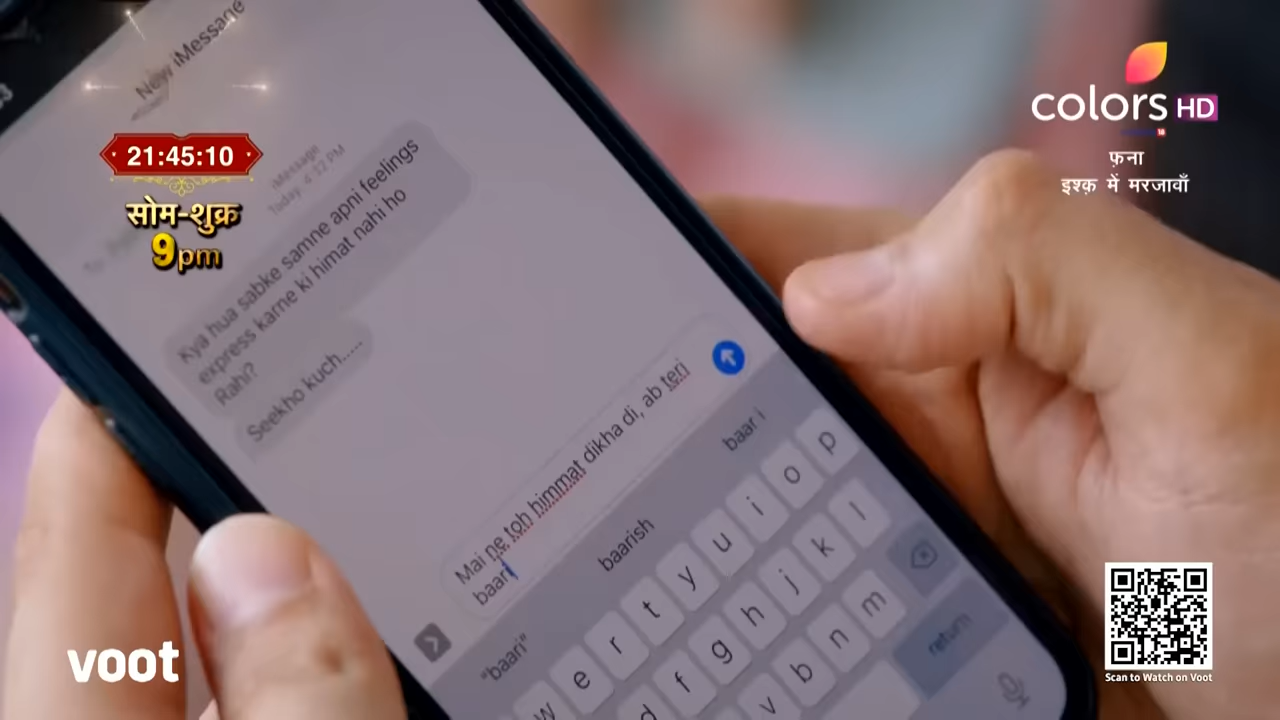 New iMessage
iMessage
Today 4:32 PM
Kya hua sabke samne apni feelings
express karne ki himat nahi ho
Rahi?
Seekho kuch.....
Mai ne toh himmat dikha di, ab teri
baari
"baari"
baarish
baar i
w e r t y u i o p
d f g h j k l
v b n m
return
21:45:10
सोम-शुक्र
9pm
colors HD
फ़ना
इश्क़ में मरजावाँ
voot
Scan to Watch on Voot